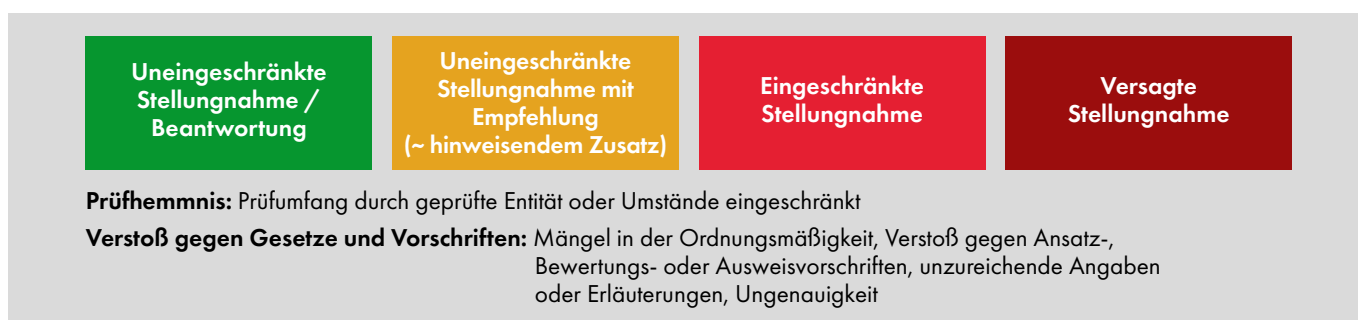 Uneingeschränkte
Stellungnahme /
Beantwortung
Uneingeschränkte
Stellungnahme mit
Empfehlung
(~ hinweisendem Zusatz)
Eingeschränkte
Stellungnahme
Versagte
Stellungnahme
Prüfhemmnis: Prüfumfang durch geprüfte Entität oder Umstände eingeschränkt
Verstoß gegen Gesetze und Vorschriften: Mängel in der Ordnungsmäßigkeit, Verstoß gegen Ansatz-,
Bewertungs- oder Ausweisvorschriften, unzureichende Angaben
oder Erläuterungen, Ungenauigkeit